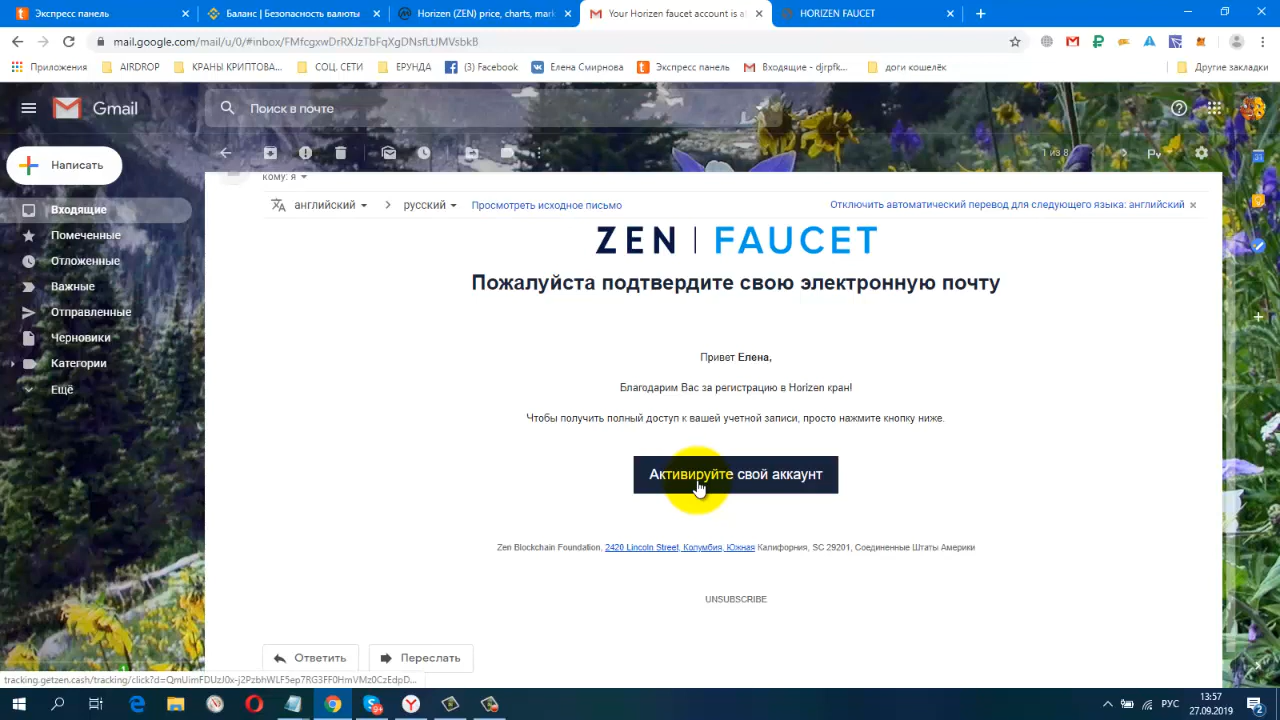 Экспресс панель
Баланс | Безопасность валюты
Horizen (ZEN) price, charts, mark
Your Horizen faucet account is a
HORIZEN FAUCET
mail.google.com/mail/u/0/#inbox/FMfcgxwDrRXJzTbFqXgDNsfLtJMVsbkB
Приложения
AIRDROP
КРАНЫ КРИПТОВА...
СОЦ. СЕТИ
ЕРУНДА
(3) Facebook
Елена Смирнова
Экспресс панель
Входящие - djrpfk...
доги кошелёк
Другие закладки
Gmail
Поиск в почте
Написать
1 из 8
кому: я
Входящие
Помеченные
Отложенные
Важные
Отправленные
Черновики
Категории
Ещё
английский > русский Просмотреть исходное письмо
Отключить автоматический перевод для следующего языка: английский
ZEN | FAUCET
Пожалуйста подтвердите свою электронную почту
Привет Елена,
Благодарим Вас за регистрацию в Horizen кран!
Чтобы получить полный доступ к вашей учетной записи, просто нажмите кнопку ниже.
Активируйте свой аккаунт
Zen Blockchain Foundation, 2420 Lincoln Street, Колумбия, Южная Калифорния, SC 29201, Соединенные Штаты Америки
UNSUBSCRIBE
Ответить
Переслать
РУС
13:57
27.09.2019